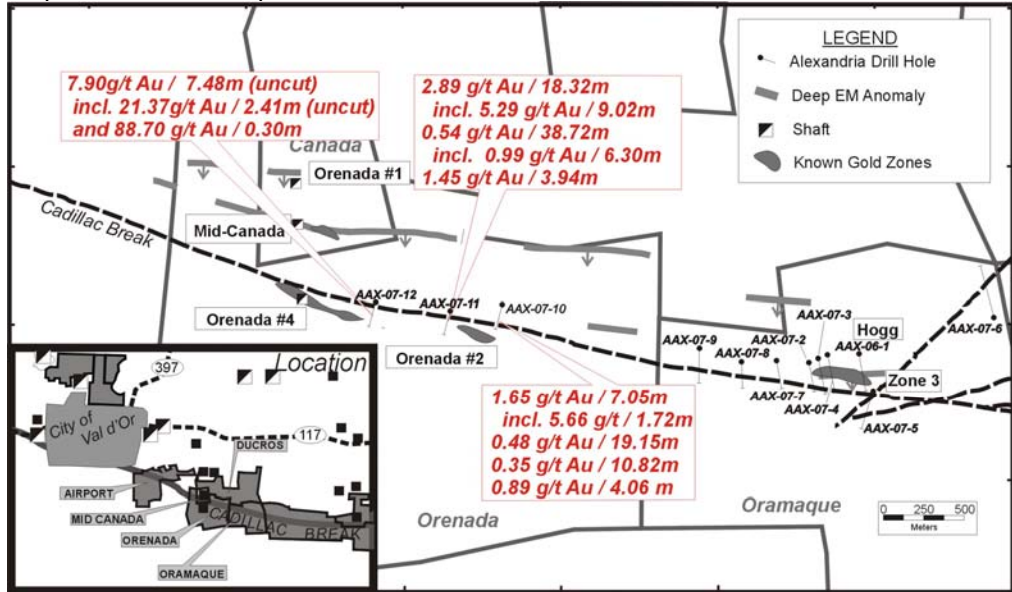 LEGEND
Alexandria Drill Hole
Deep EM Anomaly
Shaft
Known Gold Zones
7.90g/t Au / 7.48m (uncut)
incl. 21.37g/t Au / 2.41m (uncut)
and 88.70 g/t Au / 0.30m
2.89 g/t Au / 18.32m
incl. 5.29 g/t Au / 9.02m
0.54 g/t Au / 38.72m
incl. 0.99 g/t Au / 6.30m
1.45 g/t Au / 3.94m
Canada
Orenada #1
Cadillac Break
Mid-Canada
Orenada #4
AAX-07-12
AAX-07-11
AAX-07-10
Orenada #2
AAX-07-9
AAX-07-8
AAX-07-2
AAX-07-3
Hogg
AAX-06-1
AAX-07-6
Zone 3
AAX-07-7
AAX-07-4
AAX-07-5
1.65 g/t Au / 7.05m
incl. 5.66 g/t / 1.72m
0.48 g/t Au / 19.15m
0.35 g/t Au / 10.82m
0.89 g/t Au / 4.06 m
Orenada
Oramaque
0 250 500
Meters
Location
397
City of
Val d'Or
117
DUCROS
AIRPORT
MID CANADA
CADILLAC BREAK
ORENADA
ORAMAQUE